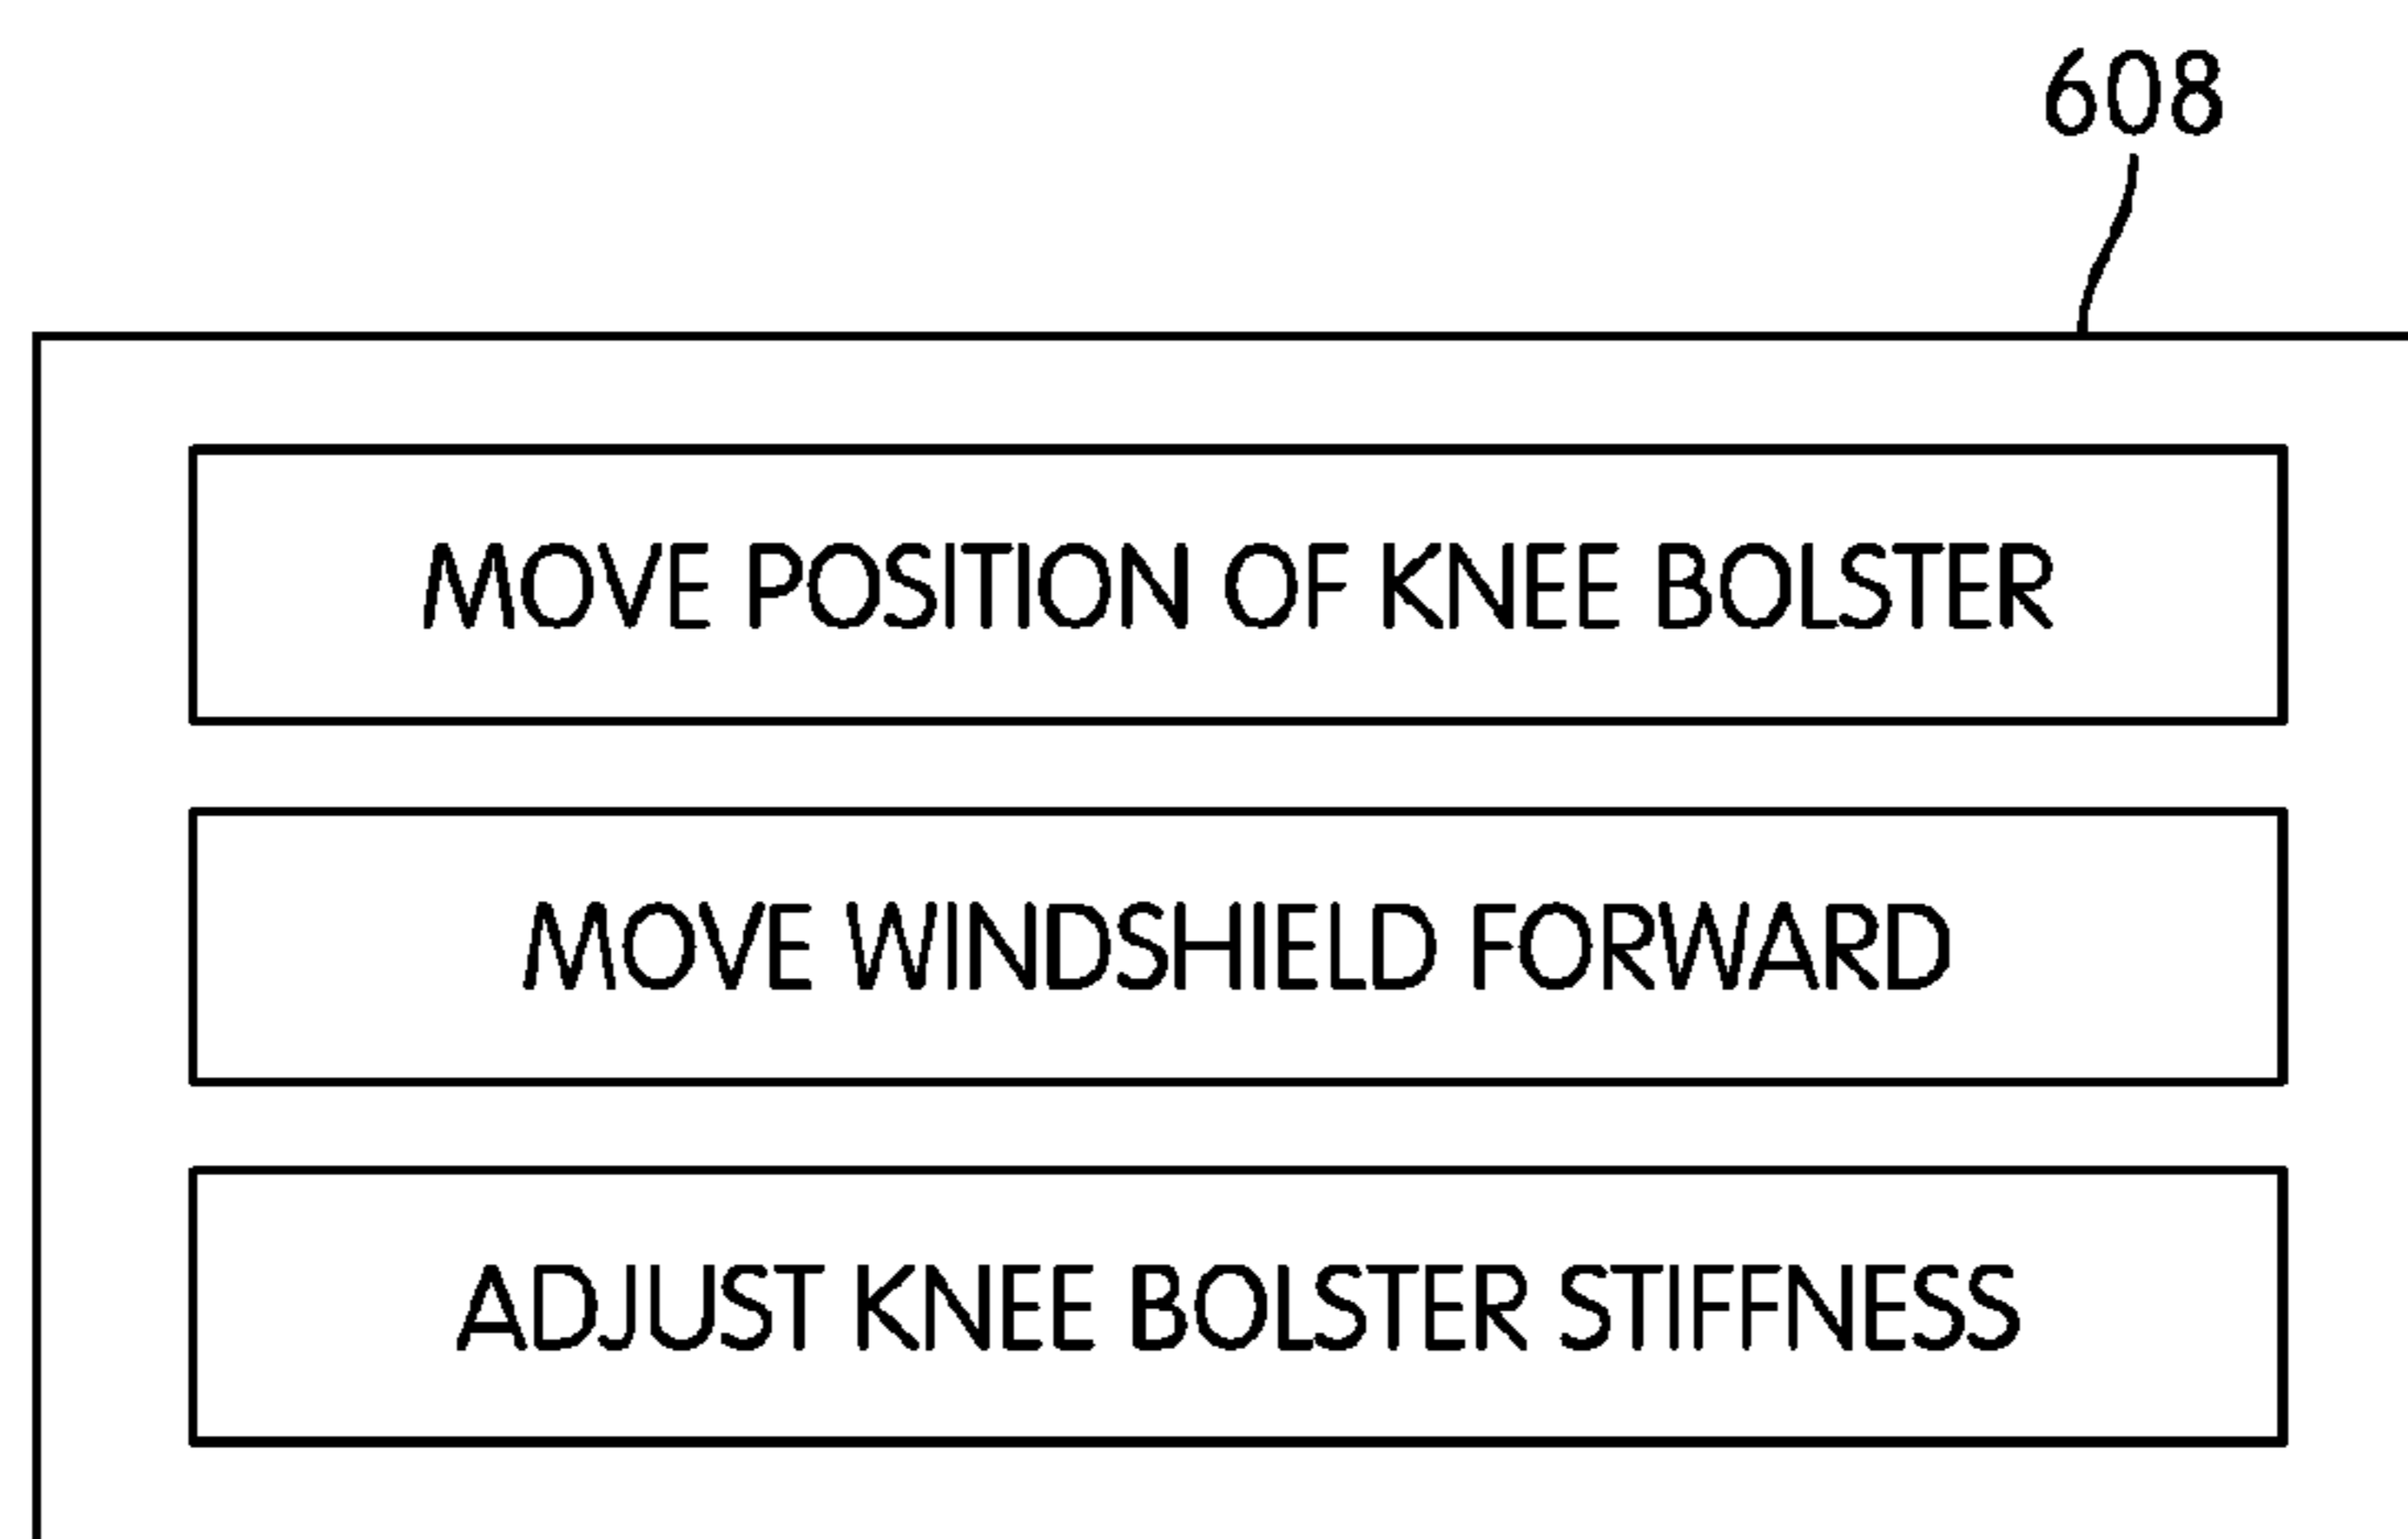 608
MOVE POSITION OF KNEE BOLSTER
MOVE WINDSHIELD FORWARD
ADJUST KNEE BOLSTER STIFFNESS